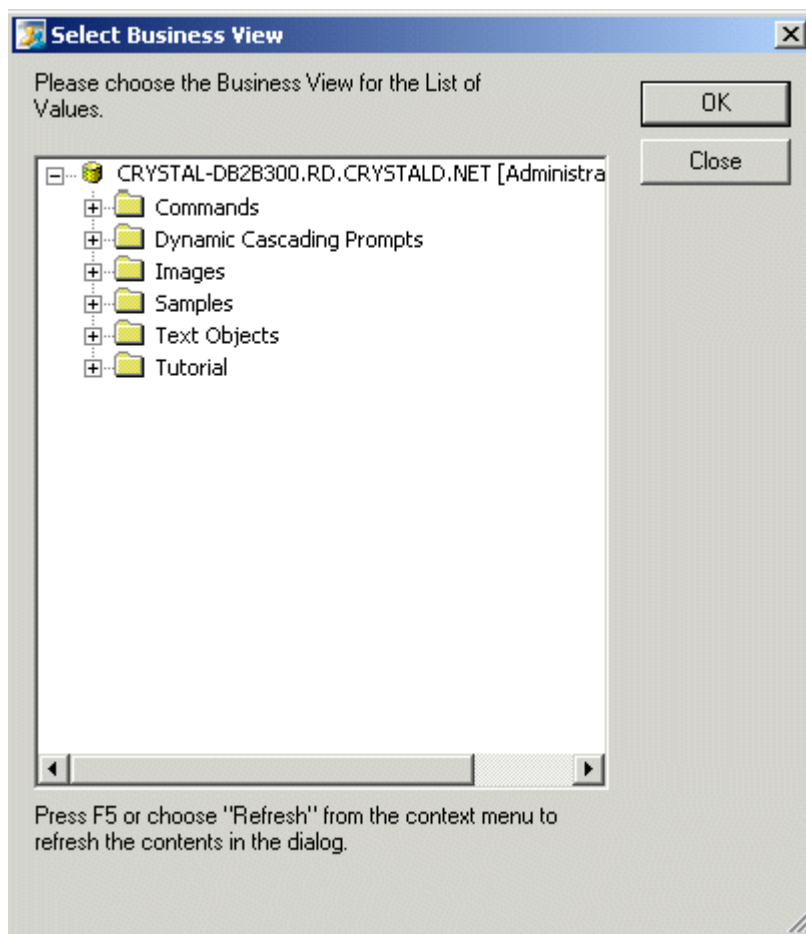 Select Business View
Please choose the Business View for the List of
Values.
OK
Close
CRYSTAL-DB2B300.RD.CRYSTALD.NET [Administra
Commands
Dynamic Cascading Prompts
Images
Samples
Text Objects
Tutorial
Press F5 or choose "Refresh" from the context menu to
refresh the contents in the dialog.